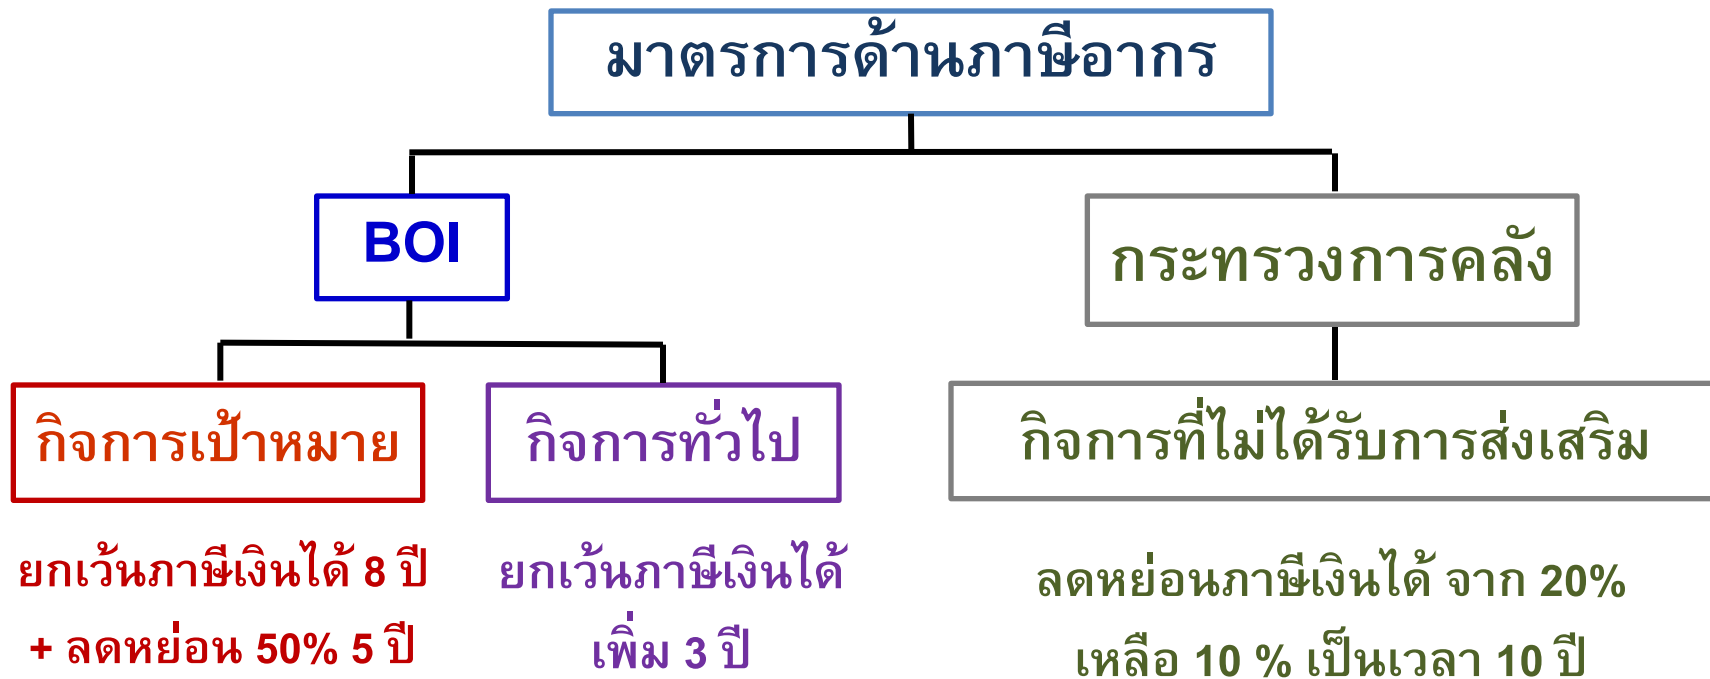 มาตรการด้านภาษีอากร
BOI
กระทรวงการคลัง
กิจการเป้าหมาย
กิจการทั่วไป
กิจการที่ไม่ได้รับการส่งเสริม
ยกเว้นภาษีเงินได้ 8 ปี
+ ลดหย่อน 50% 5 ปี
ยกเว้นภาษีเงินได้
เพิ่ม 3 ปี
ลดหย่อนภาษีเงินได้ จาก 20%
เหลือ 10 % เป็นเวลา 10 ปี